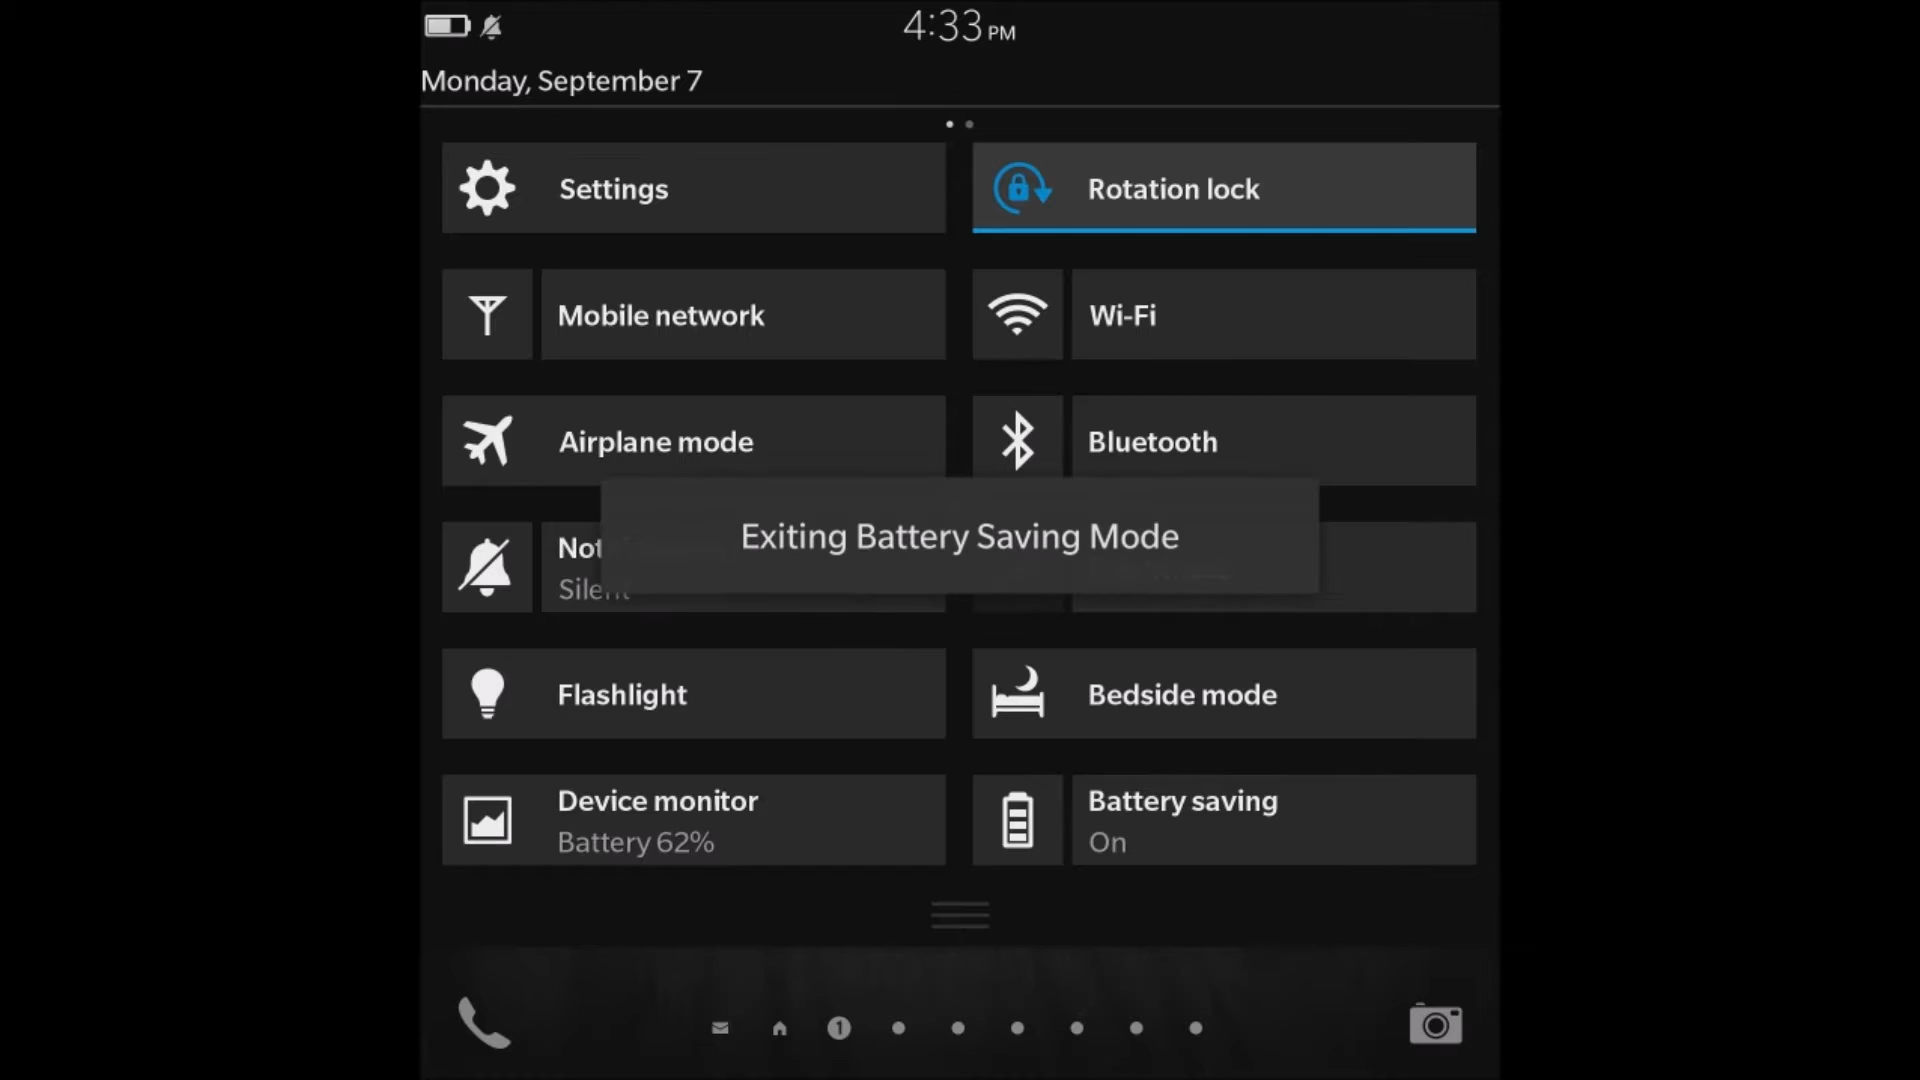 4:33 PM
Monday, September 7
Settings
Rotation lock
Mobile network
Wi-Fi
Airplane mode
Bluetooth
Exiting Battery Saving Mode
Flashlight
Bedside mode
Device monitor
Battery 62%
Battery saving
On
1